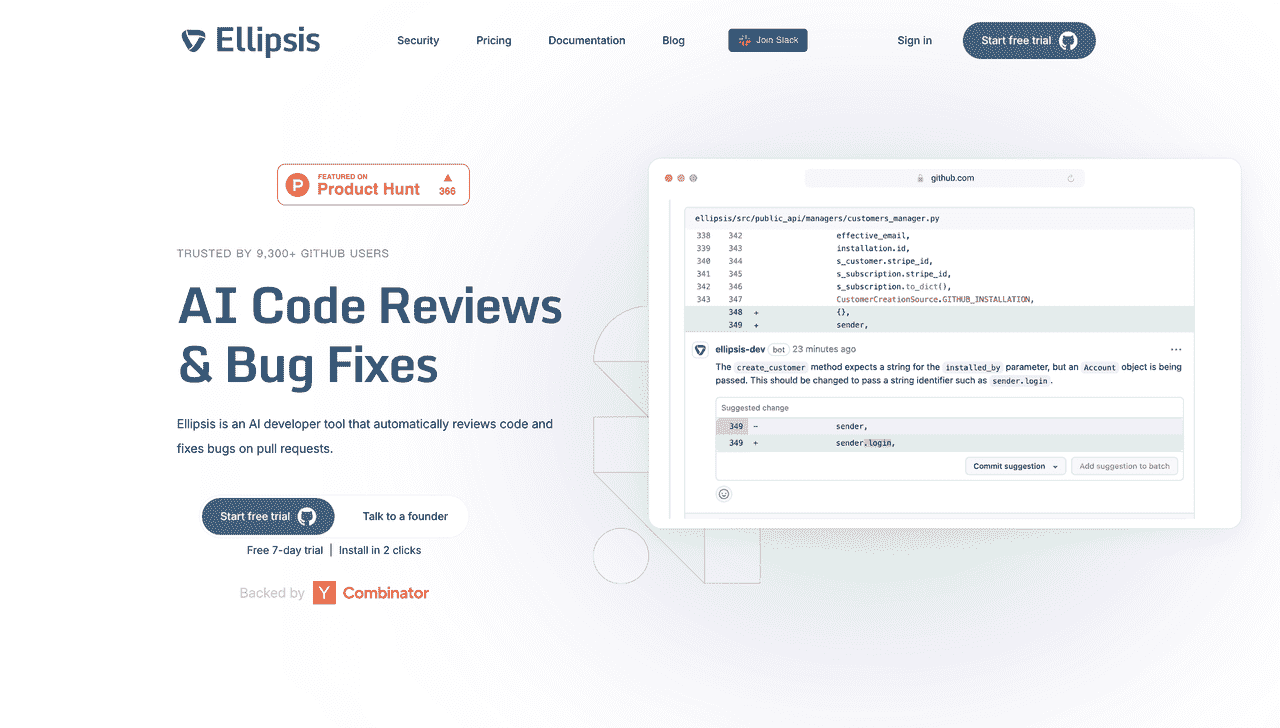 Ellipsis
Security
Pricing
Documentation
Blog
Join Slack
Sign in
Start free trial
P
FEATURED ON
Product Hunt
366
TRUSTED BY 9,300+ GITHUB USERS
AI Code Reviews
& Bug Fixes
Ellipsis is an AI developer tool that automatically reviews code and
fixes bugs on pull requests.
Start free trial
Talk to a founder
Free 7-day trial | Install in 2 clicks
Backed by Y Combinator
github.com
ellipsis/src/public_api/managers/customers_manager.py
338 342 effective_email,
339 343 installation.id,
340 344 s_customer.stripe_id,
341 345 s_subscription.stripe_id,
342 346 s_subscription.to_dict(),
343 347 CustomerCreationSource.GITHUB_INSTALLATION,
348 + {},
349 + sender,
ellipsis-dev bot 23 minutes ago ...
The create_customer method expects a string for the installed_by parameter, but an Account object is being
passed. This should be changed to pass a string identifier such as sender.login .
Suggested change
349 - sender,
349 + sender.login,
Commit suggestion
Add suggestion to batch